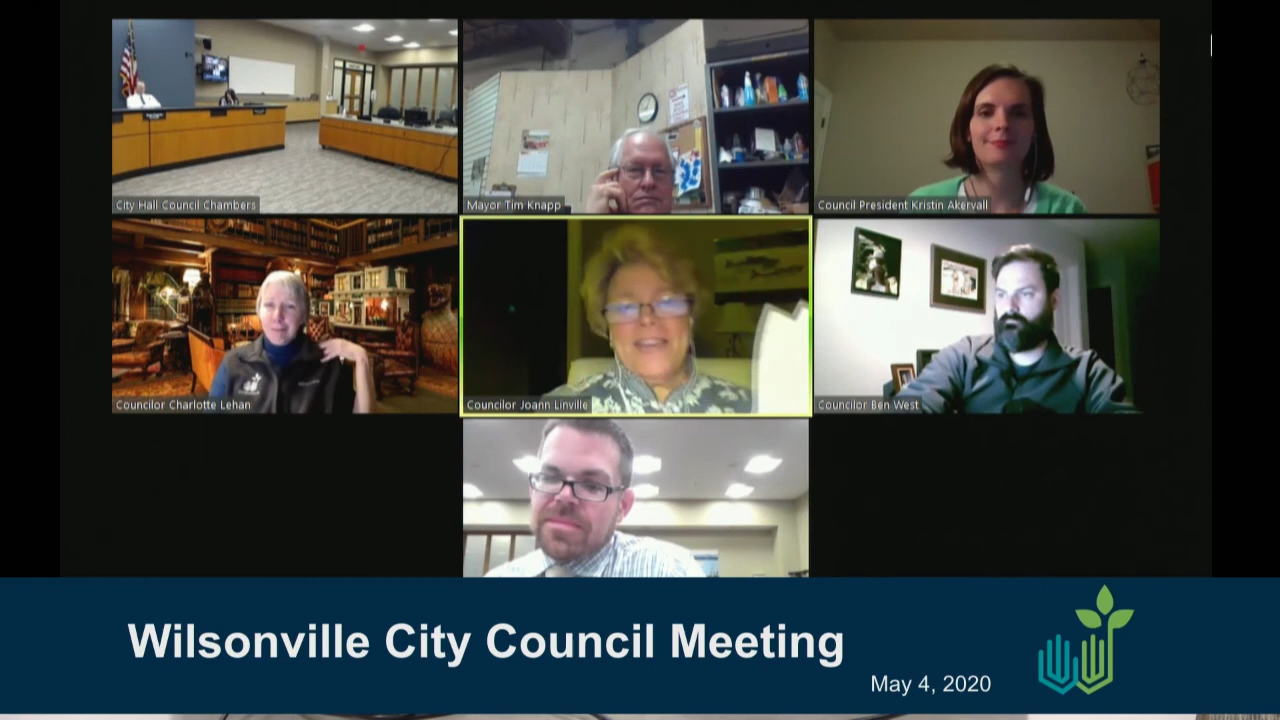 City Hall Council Chambers
Mayor Tim Knapp
Council President Kristin Akervall
Councilor Charlotte Lehan
Councilor Joann Linville
Councilor Ben West
Wilsonville City Council Meeting
May 4, 2020